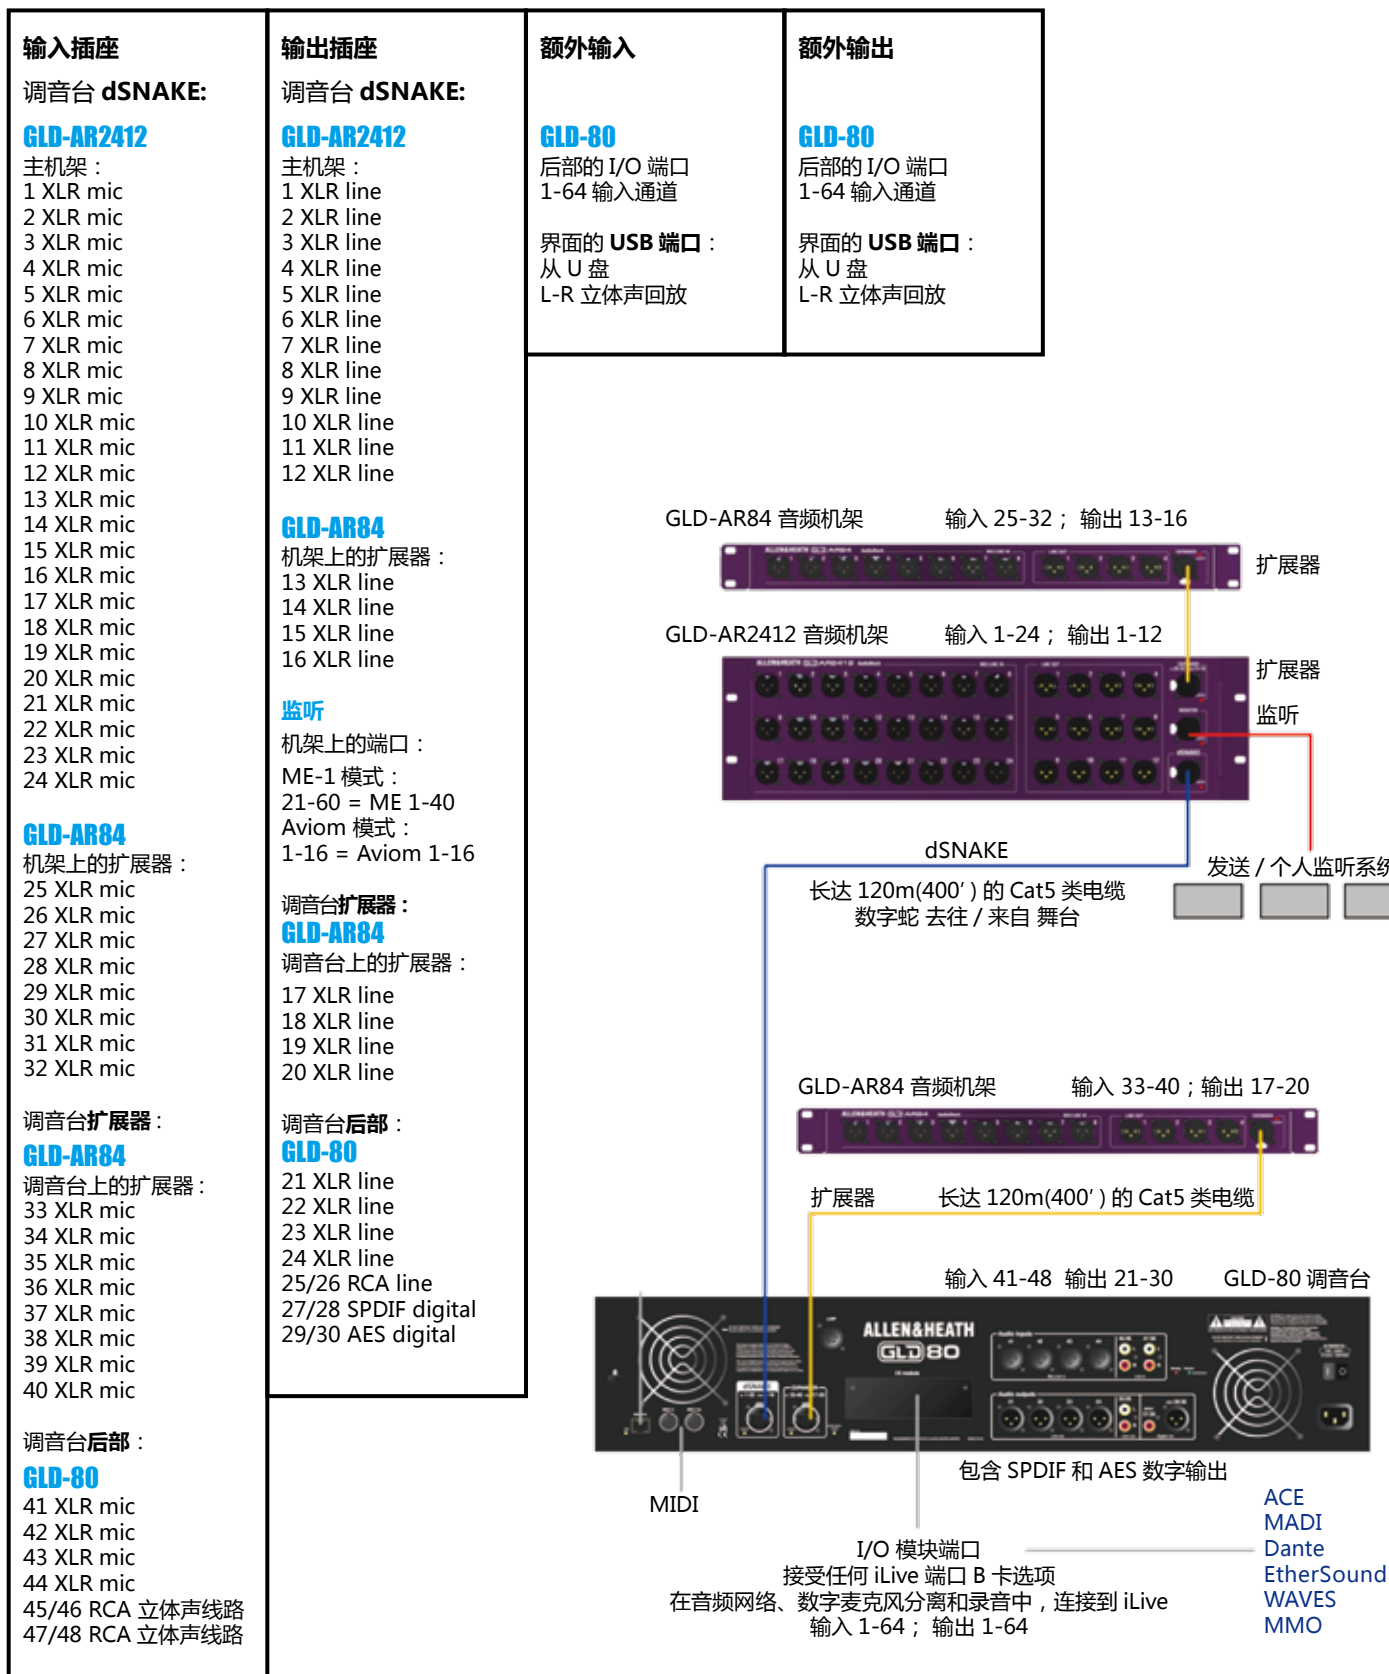 输入插座
调音台 dSNAKE:
GLD-AR2412
主机架：
1 XLR mic
2 XLR mic
3 XLR mic
4 XLR mic
5 XLR mic
6 XLR mic
7 XLR mic
8 XLR mic
9 XLR mic
10 XLR mic
11 XLR mic
12 XLR mic
13 XLR mic
14 XLR mic
15 XLR mic
16 XLR mic
17 XLR mic
18 XLR mic
19 XLR mic
20 XLR mic
21 XLR mic
22 XLR mic
23 XLR mic
24 XLR mic
GLD-AR84
机架上的扩展器：
25 XLR mic
26 XLR mic
27 XLR mic
28 XLR mic
29 XLR mic
30 XLR mic
31 XLR mic
32 XLR mic
调音台扩展器：
GLD-AR84
调音台上的扩展器：
33 XLR mic
34 XLR mic
35 XLR mic
36 XLR mic
37 XLR mic
38 XLR mic
39 XLR mic
40 XLR mic
调音台后部：
GLD-80
41 XLR mic
42 XLR mic
43 XLR mic
44 XLR mic
45/46 RCA 立体声线路
47/48 RCA 立体声线路
输出插座
调音台 dSNAKE:
GLD-AR2412
主机架：
1 XLR line
2 XLR line
3 XLR line
4 XLR line
5 XLR line
6 XLR line
7 XLR line
8 XLR line
9 XLR line
10 XLR line
11 XLR line
12 XLR line
GLD-AR84
机架上的扩展器：
13 XLR line
14 XLR line
15 XLR line
16 XLR line
监听
机架上的端口：
ME-1 模式：
21-60 = ME 1-40
Aviom 模式：
1-16 = Aviom 1-16
调音台扩展器：
GLD-AR84
调音台上的扩展器：
17 XLR line
18 XLR line
19 XLR line
20 XLR line
调音台后部：
GLD-80
21 XLR line
22 XLR line
23 XLR line
24 XLR line
25/26 RCA line
27/28 SPDIF digital
29/30 AES digital
额外输入
GLD-80
后部的 I/O 端口
1-64 输入通道
界面的 USB 端口：
从 U 盘
L-R 立体声回放
额外输出
GLD-80
后部的 I/O 端口
1-64 输入通道
界面的 USB 端口：
从 U 盘
L-R 立体声回放
GLD-AR84 音频机架 输入 25-32； 输出 13-16
扩展器
GLD-AR2412 音频机架 输入 1-24； 输出 1-12
扩展器
监听
dSNAKE
长达 120m(400′) 的 Cat5 类电缆
数字蛇 去往 / 来自 舞台
发送 / 个人监听系统
GLD-AR84 音频机架 输入 33-40；输出 17-20
扩展器 长达 120m(400′) 的 Cat5 类电缆
输入 41-48 输出 21-30 GLD-80 调音台
ALLEN&HEATH
GLD80
包含 SPDIF 和 AES 数字输出
MIDI
I/O 模块端口
接受任何 iLive 端口 B 卡选项
在音频网络、数字麦克风分离和录音中，连接到 iLive
输入 1-64； 输出 1-64
ACE
MADI
Dante
EtherSound
WAVES
MMO